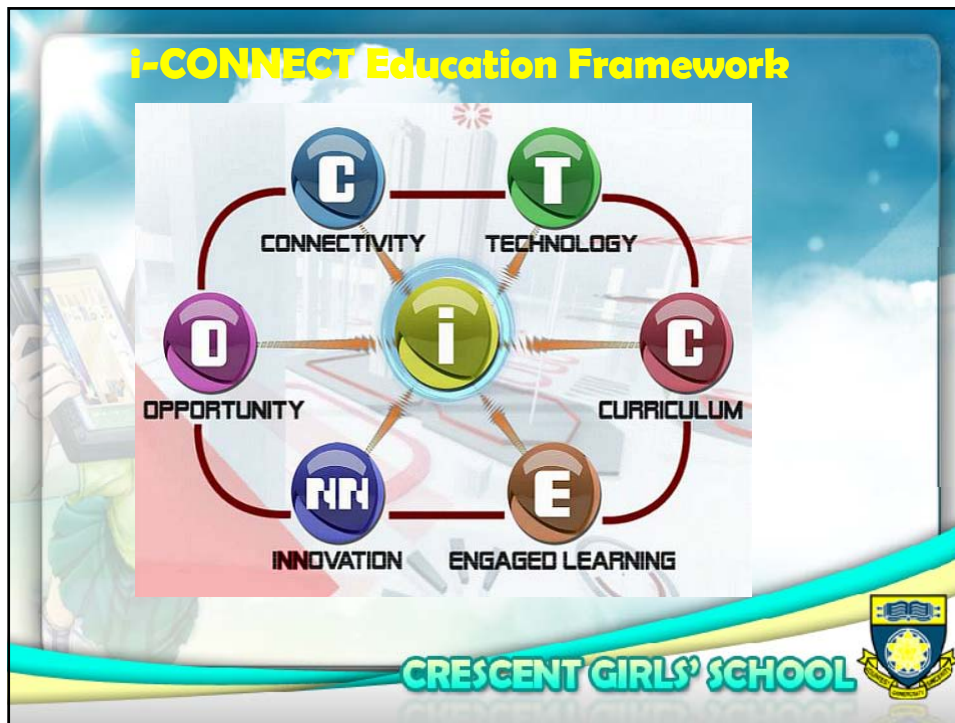 i-CONNECT Education Framework
C
T
CONNECTIVITY
TECHNOLOGY
O
i
C
OPPORTUNITY
CURRICULUM
NN
E
INNOVATION
ENGAGED LEARNING
CRESCENT GIRLS' SCHOOL